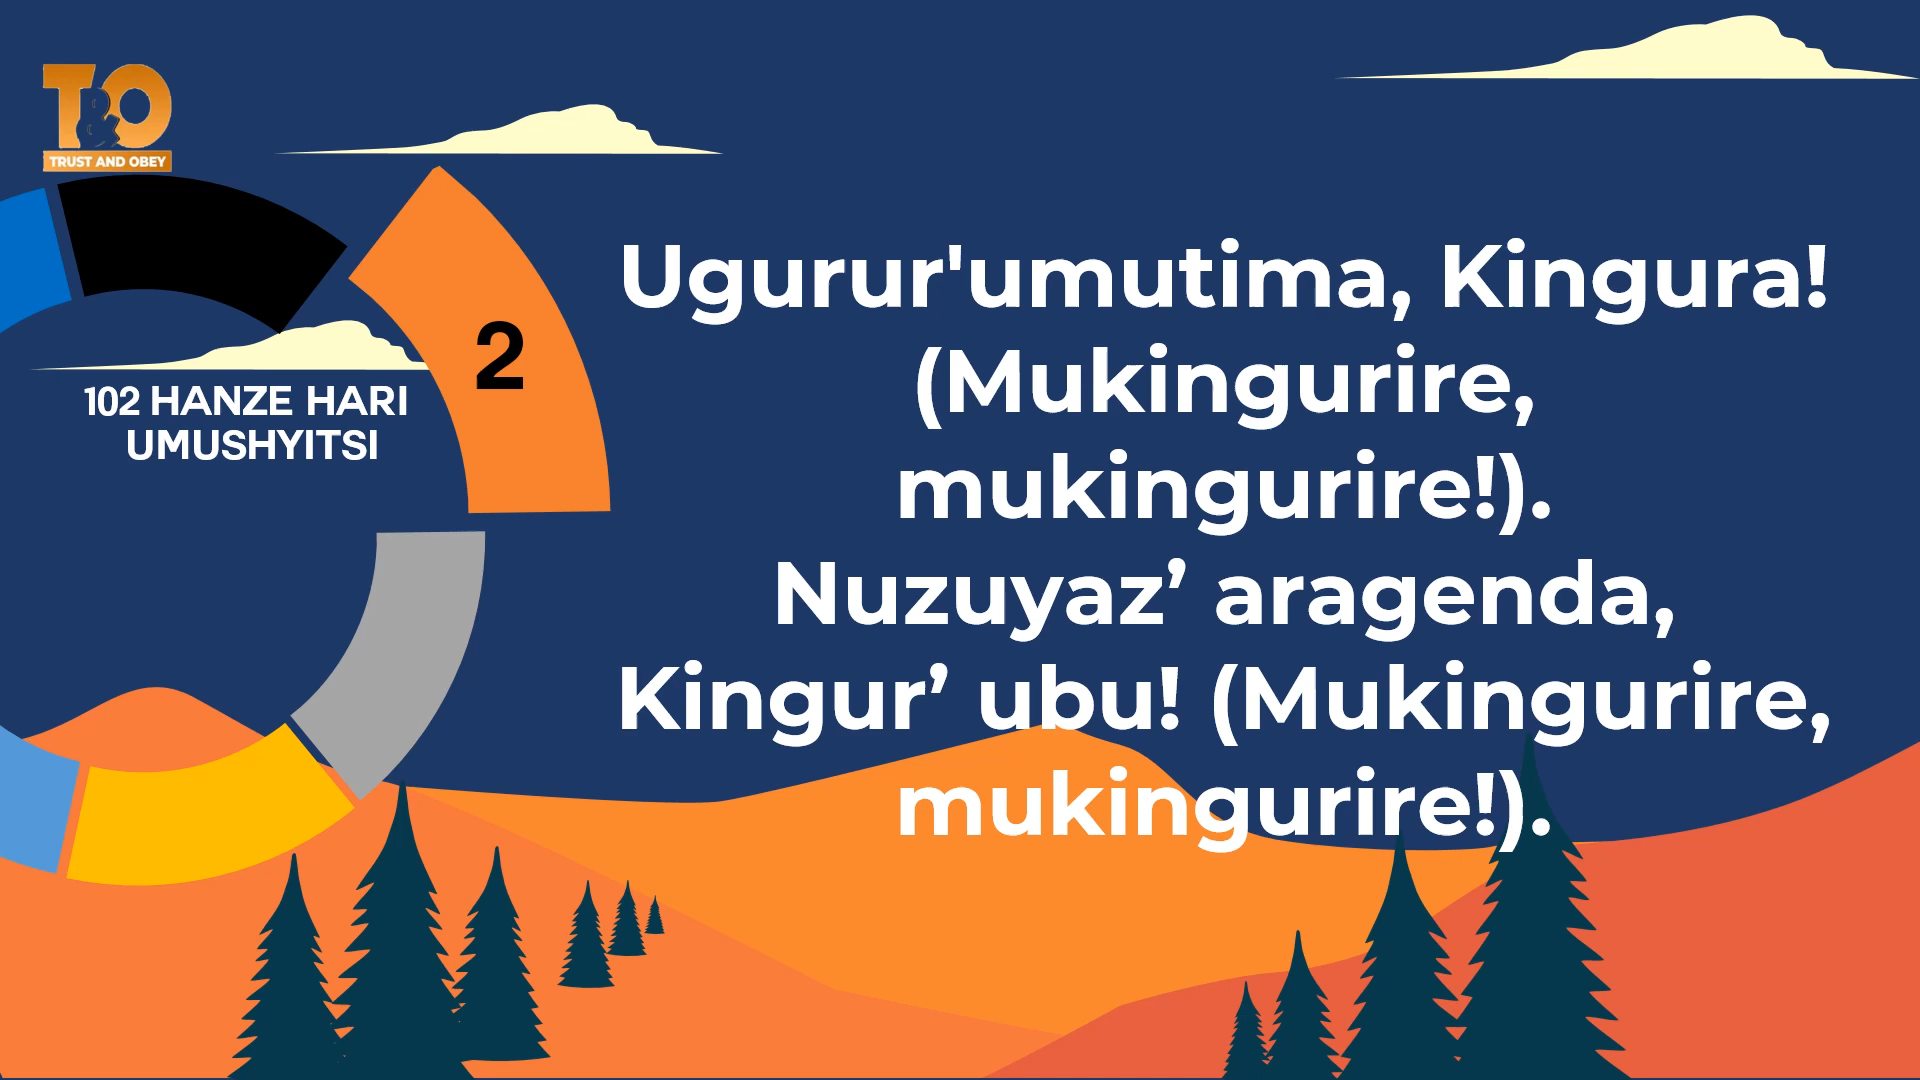 T&O
TRUST AND OBEY
102 HANZE HARI
UMUSHYITSI
2
Ugurur'umutima, Kingura!
(Mukingurire,
mukingurire!).
Nuzuyaz’ aragenda,
Kingur’ ubu! (Mukingurire,
mukingurire!).